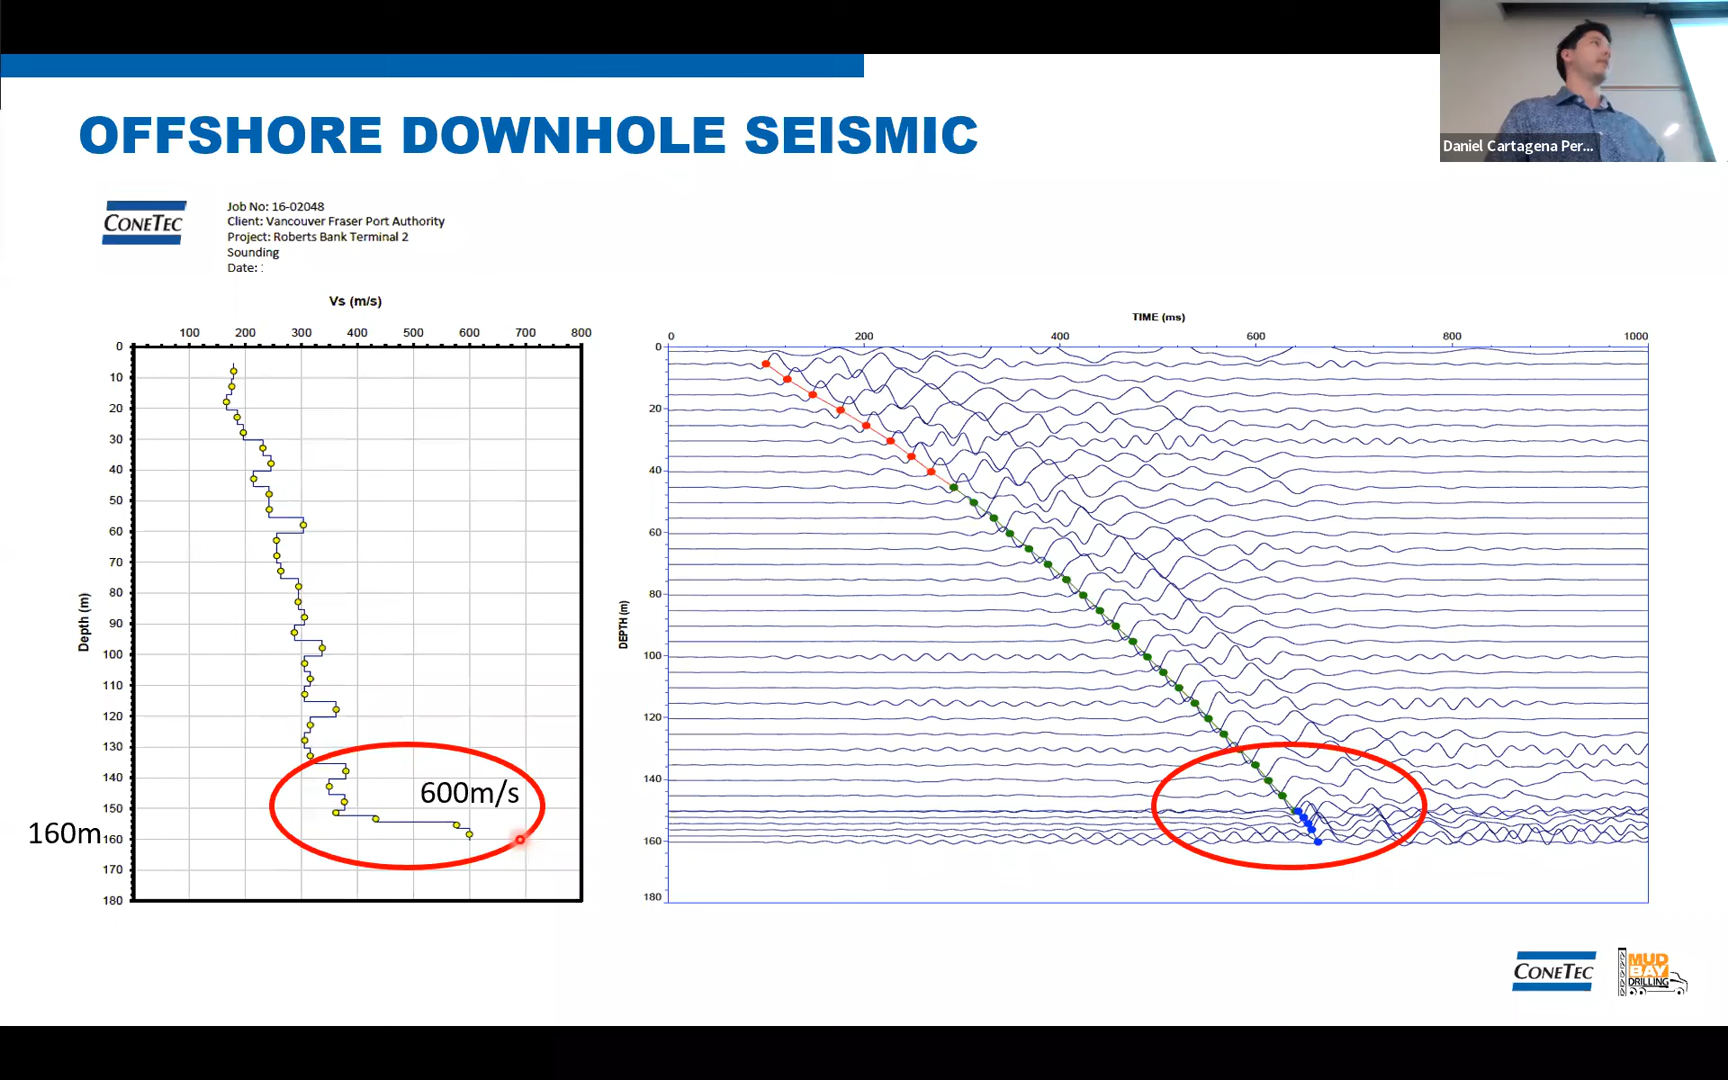 Daniel Cartagena Per...
OFFSHORE DOWNHOLE SEISMIC
CONETEC
Job No: 16-02048
Client: Vancouver Fraser Port Authority
Project: Roberts Bank Terminal 2
Sounding
Date: :
Vs (m/s)
100 200 300 400 500 600 700 800
0
10
20
30
40
50
60
70
80
90
100
110
120
130
140
150
160
170
180
Depth (m)
600m/s
160m
TIME (ms)
0 200 400 600 800 1000
0
20
40
60
80
100
120
140
160
180
DEPTH (m)
CONETEC
MUD
BAY
DRILLING